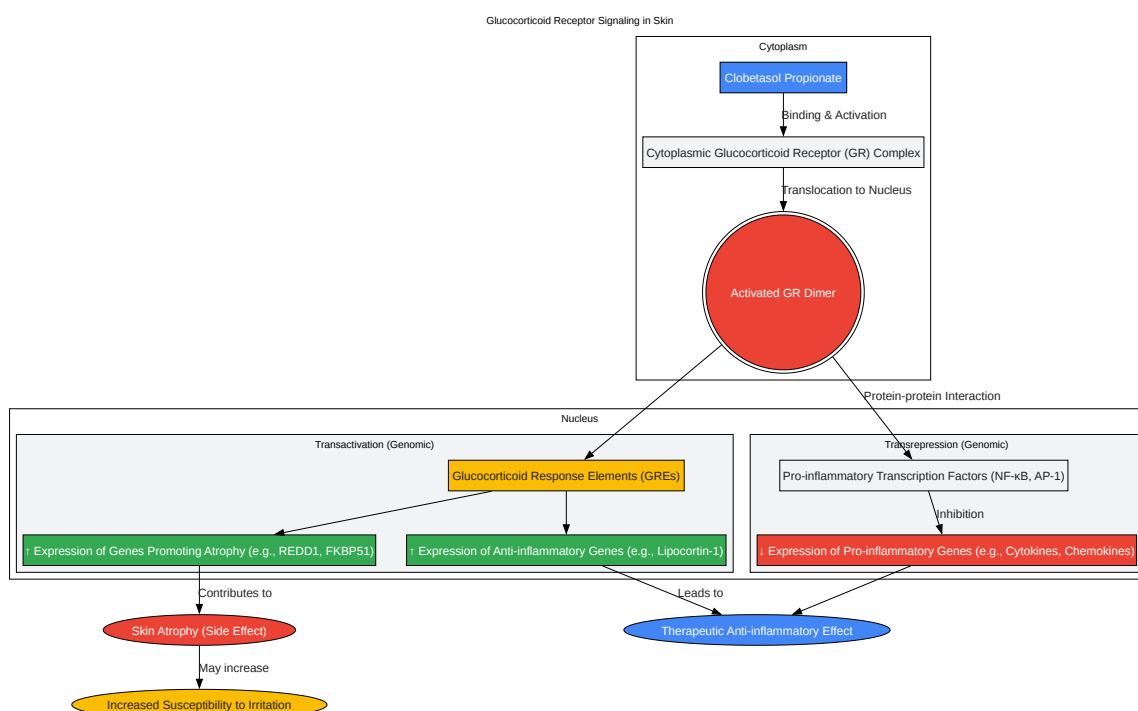 Glucocorticoid Receptor Signaling in Skin
Cytoplasm
Clobetasol Propionate
Binding & Activation
Cytoplasmic Glucocorticoid Receptor (GR) Complex
Translocation to Nucleus
Activated GR Dimer
Protein-protein Interaction
Nucleus
Transactivation (Genomic)
Transrepression (Genomic)
Glucocorticoid Response Elements (GREs)
Pro-inflammatory Transcription Factors (NF-κB, AP-1)
Inhibition
↑ Expression of Genes Promoting Atrophy (e.g., REDD1, FKBP51)
↑ Expression of Anti-inflammatory Genes (e.g., Lipocortin-1)
↓ Expression of Pro-inflammatory Genes (e.g., Cytokines, Chemokines)
Contributes to
Leads to
Skin Atrophy (Side Effect)
Therapeutic Anti-inflammatory Effect
May increase
Increased Susceptibility to Irritation